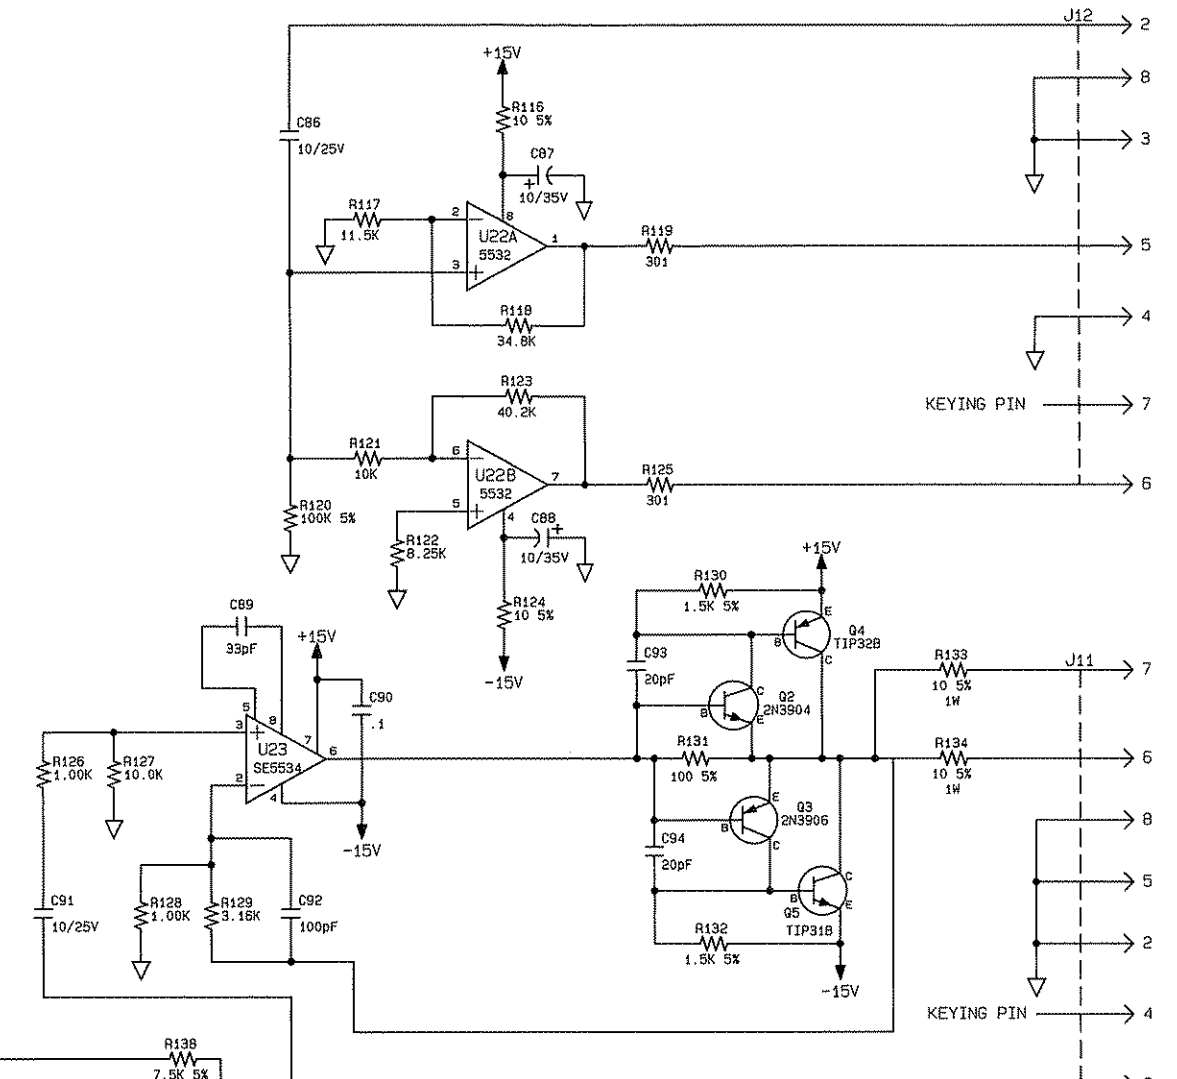 J12
2
+15V
8
R116
10 5%
C86
10/25V
3
C87
+
10/35V
R117
11.5K
2
8
U22A
5532
1
R119
301
5
3
R118
34.8K
4
R123
40.2K
KEYING PIN
7
R121
10K
6
U22B
5532
7
R125
301
6
5
4
R120
100K 5%
C88
+
10/35V
R122
8.25K
+15V
R130
1.5K 5%
R124
10 5%
C89
33pF
E
B
Q4
TIP32B
C
+15V
C93
20pF
-15V
R133
10 5%
1W
J11
7
C90
.1
C
Q2
2N3904
B
E
5
8
3
7
U23
SE5534
6
R131
100 5%
R134
10 5%
1W
6
R126
1.00K
R127
10.0K
2
4
E
Q3
2N3906
B
C
8
C94
20pF
-15V
C
5
B
Q5
E
TIP31B
C91
10/25V
R128
1.00K
R129
3.16K
C92
100pF
R132
1.5K 5%
2
-15V
KEYING PIN
4
R138
7.5K 5%